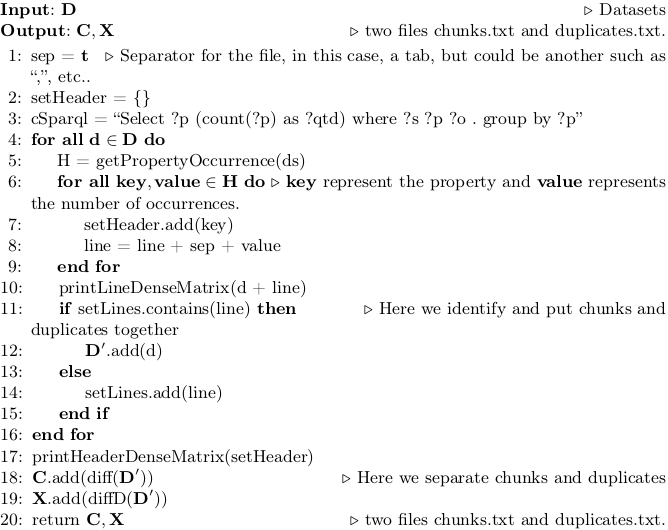 Input: D ▷ Datasets
Output: C, X ▷ two files chunks.txt and duplicates.txt.
1: sep = t ▷ Separator for the file, in this case, a tab, but could be another such as
“,”, etc..
2: setHeader = {}
3: cSparql = “Select ?p (count(?p) as ?qtd) where ?s ?p ?o . group by ?p”
4: for all d ∈ D do
5: H = getPropertyOccurrence(ds)
6: for all key, value ∈ H do ▷ key represent the property and value represents
the number of occurrences.
7: setHeader.add(key)
8: line = line + sep + value
9: end for
10: printLineDenseMatrix(d + line)
11: if setLines.contains(line) then ▷ Here we identify and put chunks and
duplicates together
12: D′.add(d)
13: else
14: setLines.add(line)
15: end if
16: end for
17: printHeaderDenseMatrix(setHeader)
18: C.add(diff(D′)) ▷ Here we separate chunks and duplicates
19: X.add(diffD(D′))
20: return C, X ▷ two files chunks.txt and duplicates.txt.